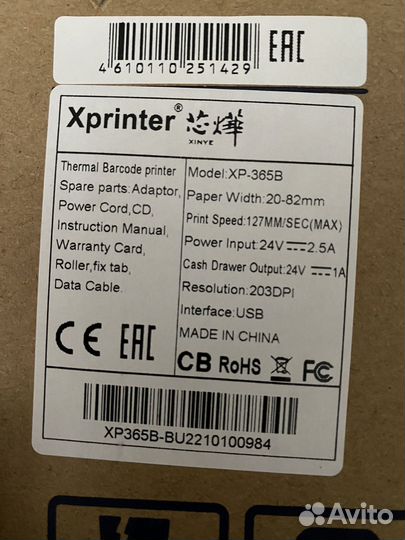 4610110251429
EAC
Xprinter® 芯烨
XINYE
Thermal Barcode printer
Spare parts: Adaptor,
Power Cord,CD,
Instruction Manual,
Warranty Card,
Roller,fix tab,
Data Cable.
Model:XP-365B
Paper Width:20-82mm
Print Speed:127MM/SEC(MAX)
Power Input:24V⎓2.5A
Cash Drawer Output:24V⎓1A
Resolution:203DPI
Interface:USB
MADE IN CHINA
CE EAC
CB RoHS FC
XP365B-BU2210100984
Avito